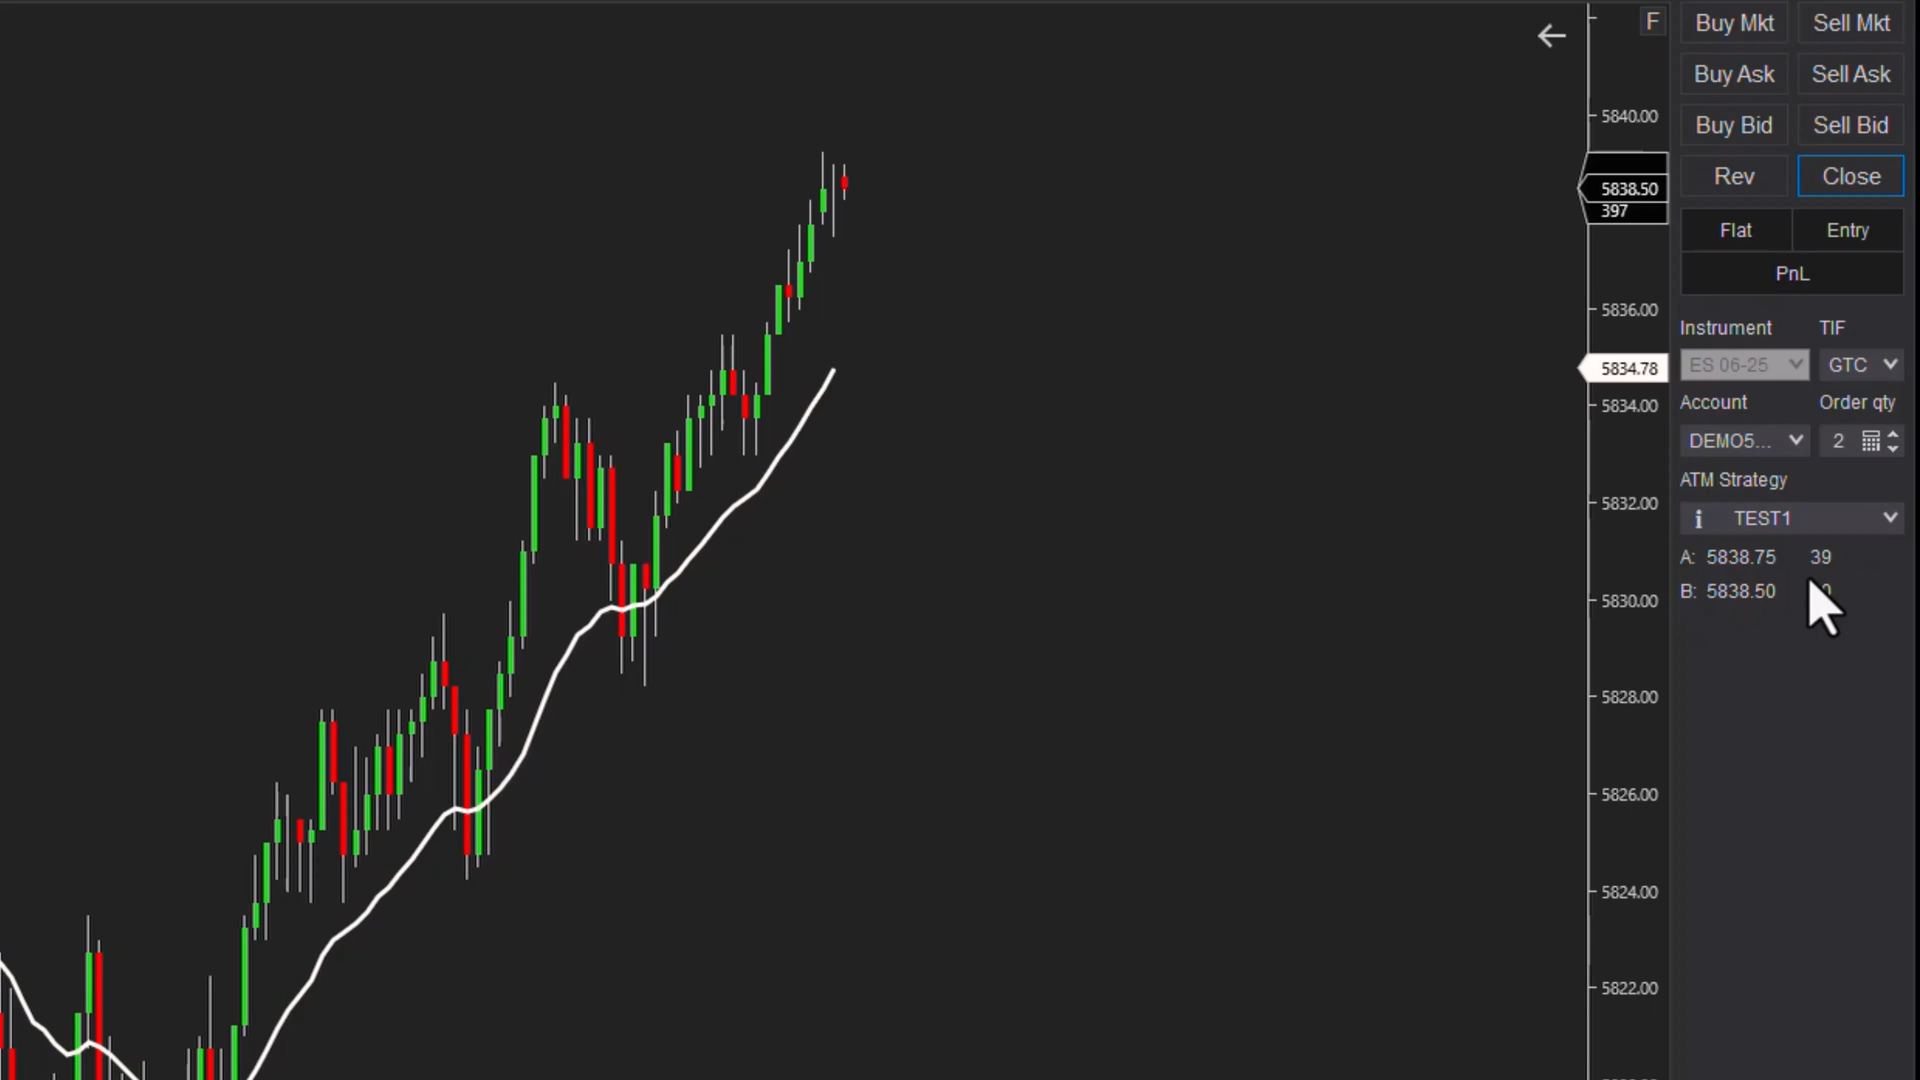 F
5840.00
5838.50
397
5836.00
5834.78
5834.00
5832.00
5830.00
5828.00
5826.00
5824.00
5822.00
Buy Mkt Sell Mkt
Buy Ask Sell Ask
Buy Bid Sell Bid
Rev Close
Flat Entry
PnL
Instrument TIF
ES 06-25 GTC
Account Order qty
DEMO5... 2
ATM Strategy
TEST1
A: 5838.75 39
B: 5838.50